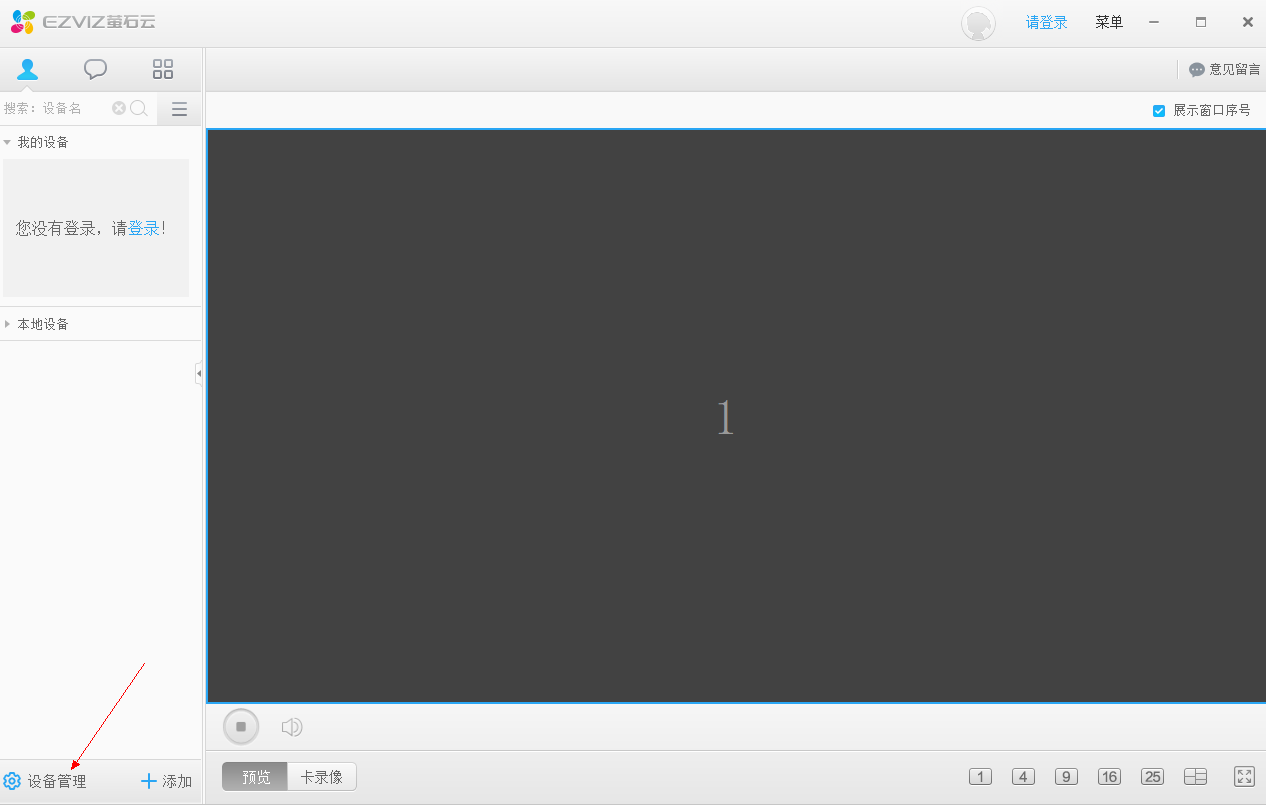 EZVIZ萤石云
请登录
菜单
意见留言
搜索：设备名
展示窗口序号
我的设备
您没有登录，请登录！
本地设备
1
设备管理
添加
预览
卡录像
1
4
9
16
25